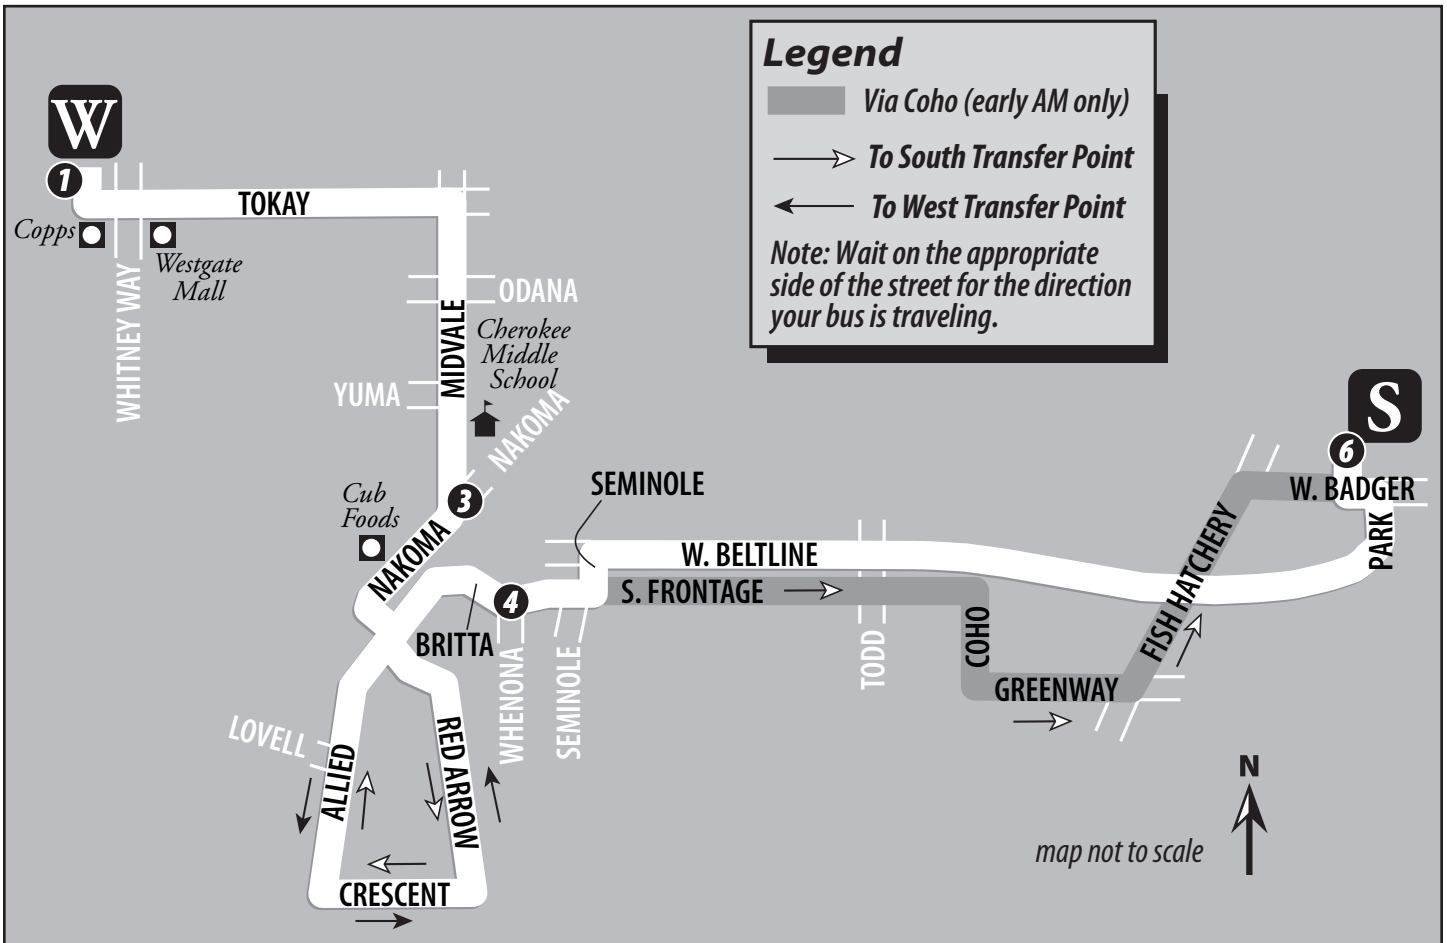 Legend
Via Coho (early AM only)
To South Transfer Point
To West Transfer Point
Note: Wait on the appropriate
side of the street for the direction
your bus is traveling.
W
1
TOKAY
Copps
Westgate
Mall
WHITNEY WAY
ODANA
MIDVALE
Cherokee
Middle
School
YUMA
NAKOMA
S
6
3
SEMINOLE
W. BADGER
Cub
Foods
NAKOMA
PARK
FISH HATCHERY
W. BELTLINE
S. FRONTAGE
4
BRITTA
WHENONA
SEMINOLE
TODD
COHO
GREENWAY
LOVELL
ALLIED
RED ARROW
N
map not to scale
CRESCENT